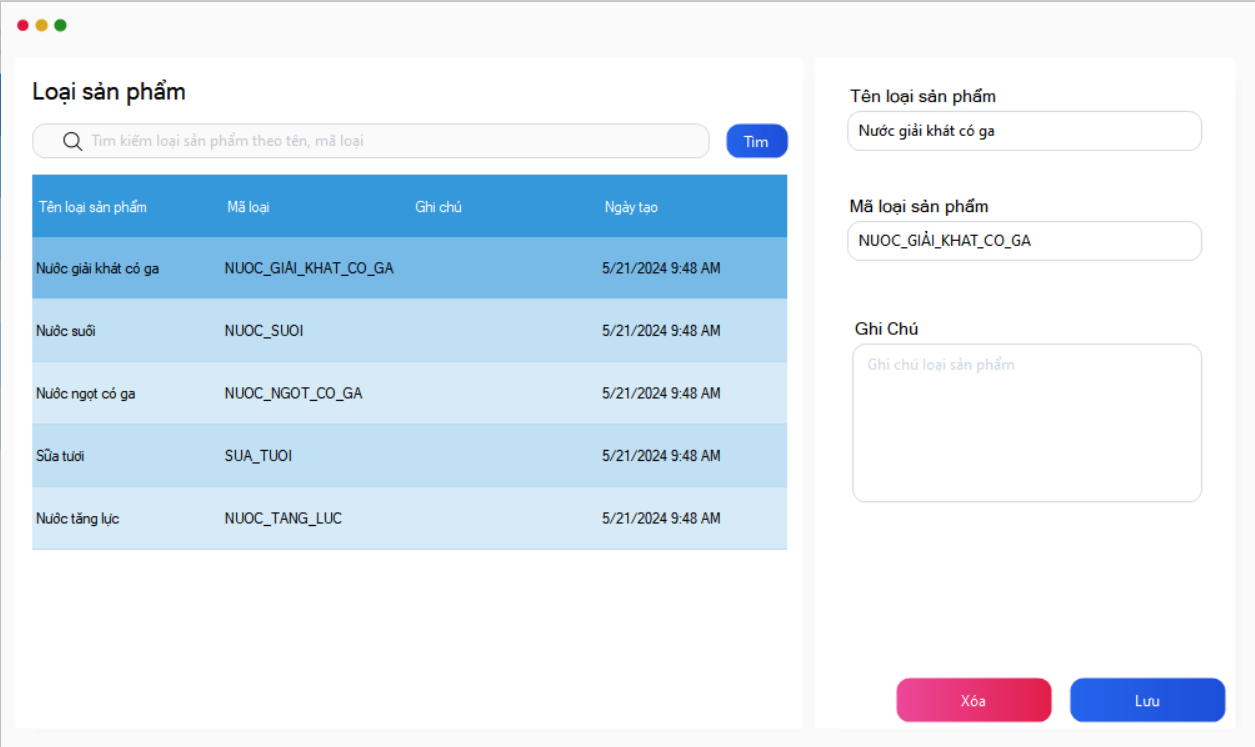 Loại sản phẩm
Tìm kiếm loại sản phẩm theo tên, mã loại
Tìm
Tên loại sản phẩm Mã loại Ghi chú Ngày tạo
Nước giải khát có ga NUOC_GIẢI_KHAT_CO_GA 5/21/2024 9:48 AM
Nước suối NUOC_SUOI 5/21/2024 9:48 AM
Nước ngọt có ga NUOC_NGOT_CO_GA 5/21/2024 9:48 AM
Sữa tươi SUA_TUOI 5/21/2024 9:48 AM
Nước tăng lực NUOC_TANG_LUC 5/21/2024 9:48 AM
Tên loại sản phẩm
Nước giải khát có ga
Mã loại sản phẩm
NUOC_GIẢI_KHAT_CO_GA
Ghi Chú
Ghi chú loại sản phẩm
Xóa
Lưu